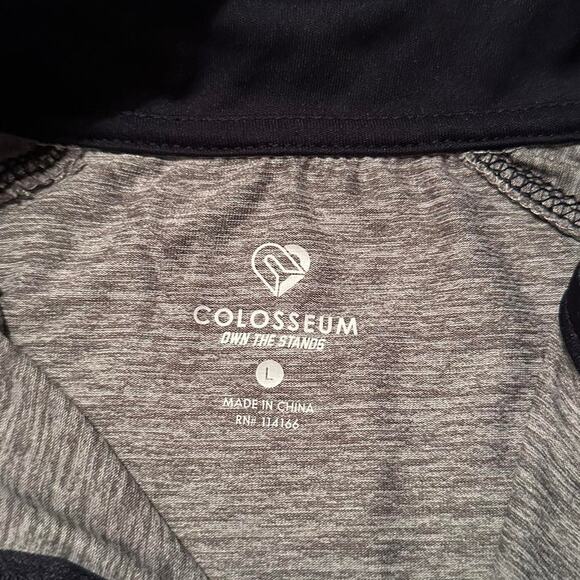 COLOSSEUM
OWN THE STANDS
L
MADE IN CHINA
RN# 114166